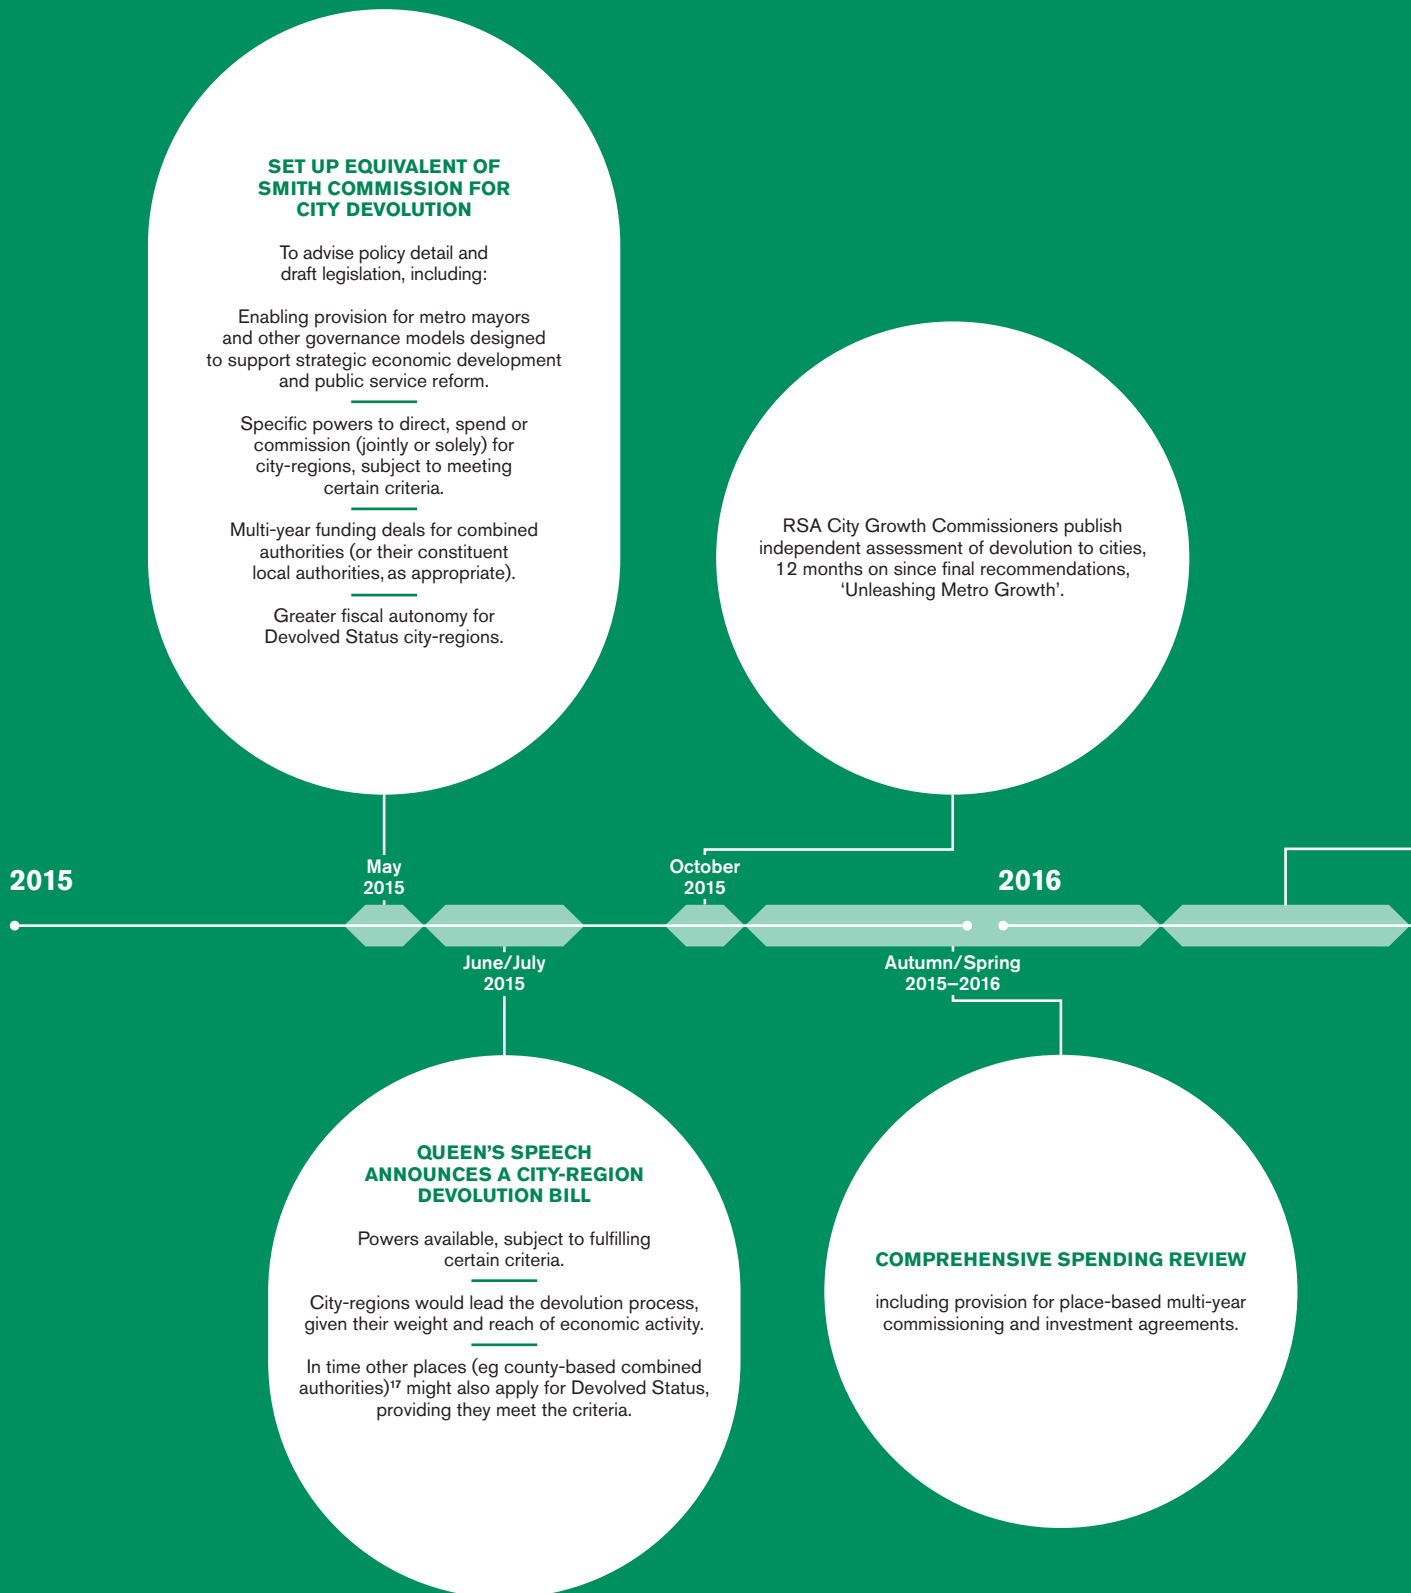 SET UP EQUIVALENT OF
SMITH COMMISSION FOR
CITY DEVOLUTION
To advise policy detail and
draft legislation, including:
Enabling provision for metro mayors
and other governance models designed
to support strategic economic development
and public service reform.
Specific powers to direct, spend or
commission (jointly or solely) for
city-regions, subject to meeting
certain criteria.
Multi-year funding deals for combined
authorities (or their constituent
local authorities, as appropriate).
Greater fiscal autonomy for
Devolved Status city-regions.
RSA City Growth Commissioners publish
independent assessment of devolution to cities,
12 months on since final recommendations,
‘Unleashing Metro Growth’.
2015
May
2015
October
2015
2016
June/July
2015
Autumn/Spring
2015–2016
QUEEN’S SPEECH
ANNOUNCES A CITY-REGION
DEVOLUTION BILL
Powers available, subject to fulfilling
certain criteria.
City-regions would lead the devolution process,
given their weight and reach of economic activity.
In time other places (eg county-based combined
authorities)¹⁷ might also apply for Devolved Status,
providing they meet the criteria.
COMPREHENSIVE SPENDING REVIEW
including provision for place-based multi-year
commissioning and investment agreements.